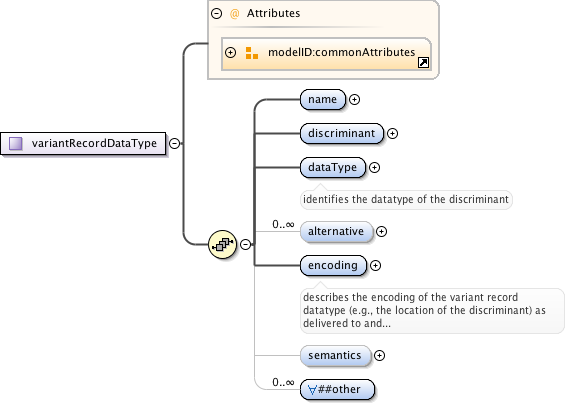 @ Attributes
modelID:commonAttributes
variantRecordDataType
name
discriminant
dataType
identifies the datatype of the discriminant
0..∞
alternative
encoding
describes the encoding of the variant record
datatype (e.g., the location of the discriminant) as
delivered to and...
semantics
0..∞
∀##other